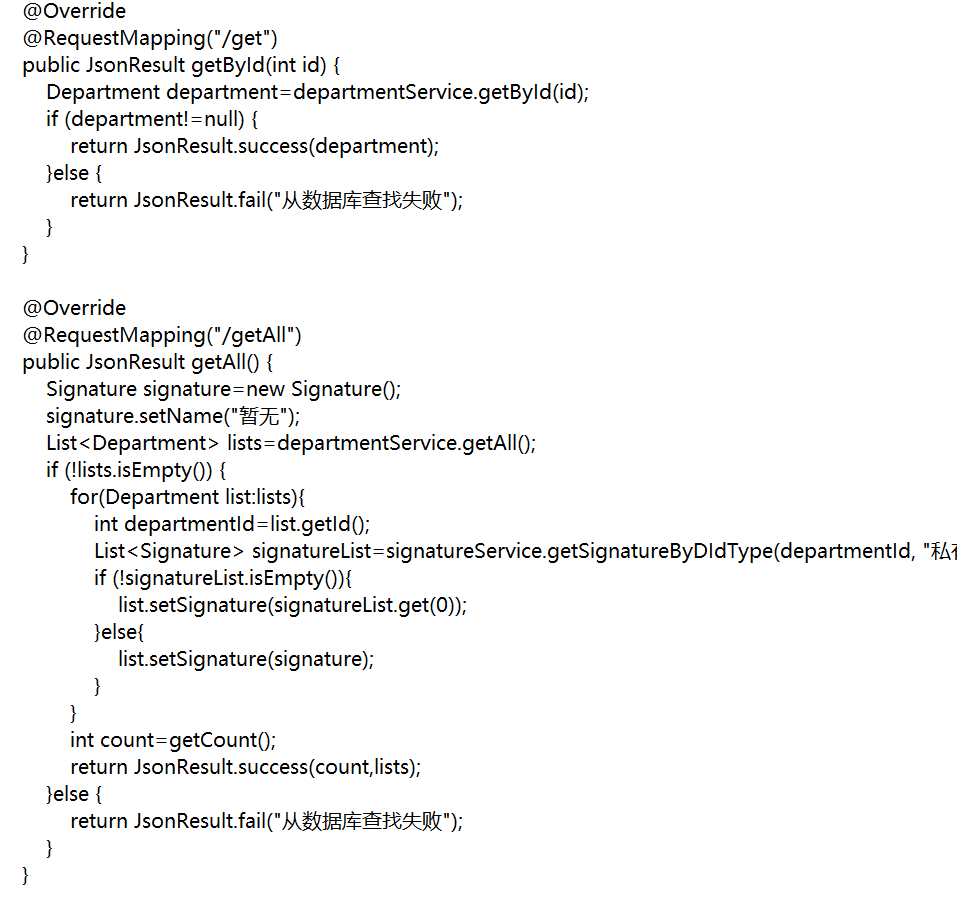 @Override
@RequestMapping("/get")
public JsonResult getById(int id) {
Department department=departmentService.getById(id);
if (department!=null) {
return JsonResult.success(department);
}else {
return JsonResult.fail("从数据库查找失败");
}
}
@Override
@RequestMapping("/getAll")
public JsonResult getAll() {
Signature signature=new Signature();
signature.setName("暂无");
List<Department> lists=departmentService.getAll();
if (!lists.isEmpty()) {
for(Department list:lists){
int departmentId=list.getId();
List<Signature> signatureList=signatureService.getSignatureByDIdType(departmentId, "私
if (!signatureList.isEmpty()){
list.setSignature(signatureList.get(0));
}else{
list.setSignature(signature);
}
}
int count=getCount();
return JsonResult.success(count,lists);
}else {
return JsonResult.fail("从数据库查找失败");
}
}